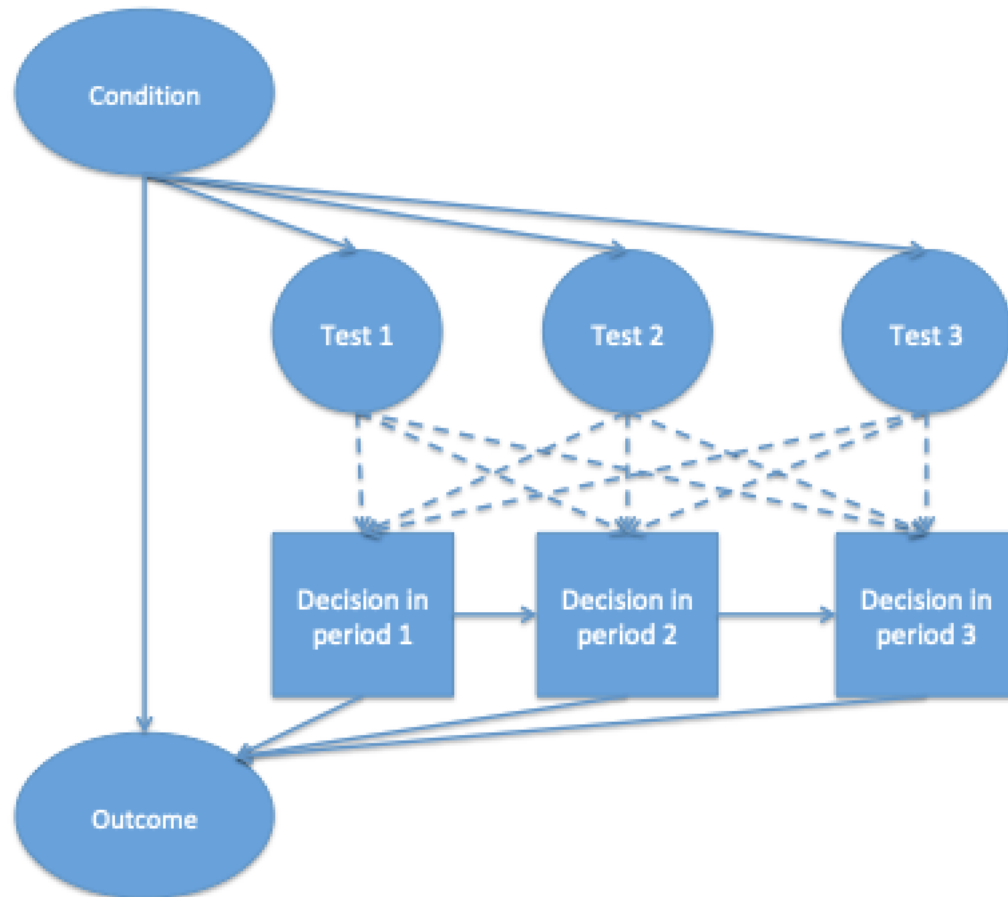 Condition
Test 1
Test 2
Test 3
Decision in
period 1
Decision in
period 2
Decision in
period 3
Outcome